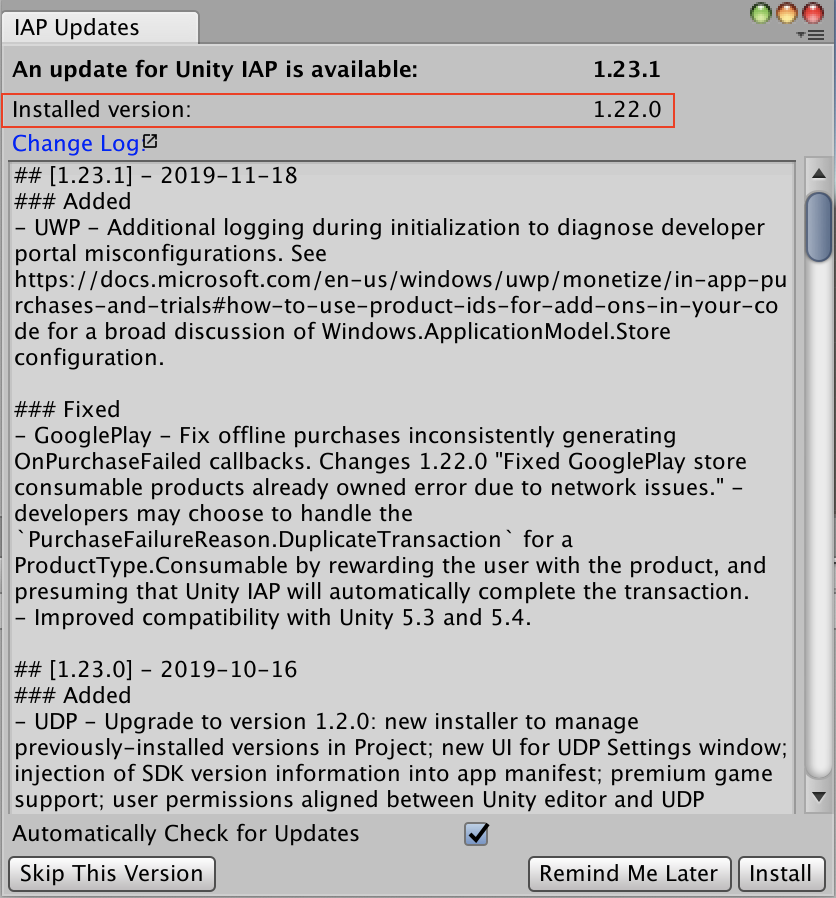 IAP Updates
An update for Unity IAP is available: 1.23.1
Installed version: 1.22.0
Change Log
## [1.23.1] – 2019-11-18
### Added
– UWP – Additional logging during initialization to diagnose developer
portal misconfigurations. See
https://docs.microsoft.com/en-us/windows/uwp/monetize/in-app-pu
rchases-and-trials#how-to-use-product-ids-for-add-ons-in-your-co
de for a broad discussion of Windows.ApplicationModel.Store
configuration.
### Fixed
– GooglePlay – Fix offline purchases inconsistently generating
OnPurchaseFailed callbacks. Changes 1.22.0 "Fixed GooglePlay store
consumable products already owned error due to network issues." –
developers may choose to handle the
`PurchaseFailureReason.DuplicateTransaction` for a
ProductType.Consumable by rewarding the user with the product, and
presuming that Unity IAP will automatically complete the transaction.
– Improved compatibility with Unity 5.3 and 5.4.
## [1.23.0] – 2019-10-16
### Added
– UDP – Upgrade to version 1.2.0: new installer to manage
previously-installed versions in Project; new UI for UDP Settings window;
injection of SDK version information into app manifest; premium game
support; user permissions aligned between Unity editor and UDP
Automatically Check for Updates
Skip This Version Remind Me Later Install